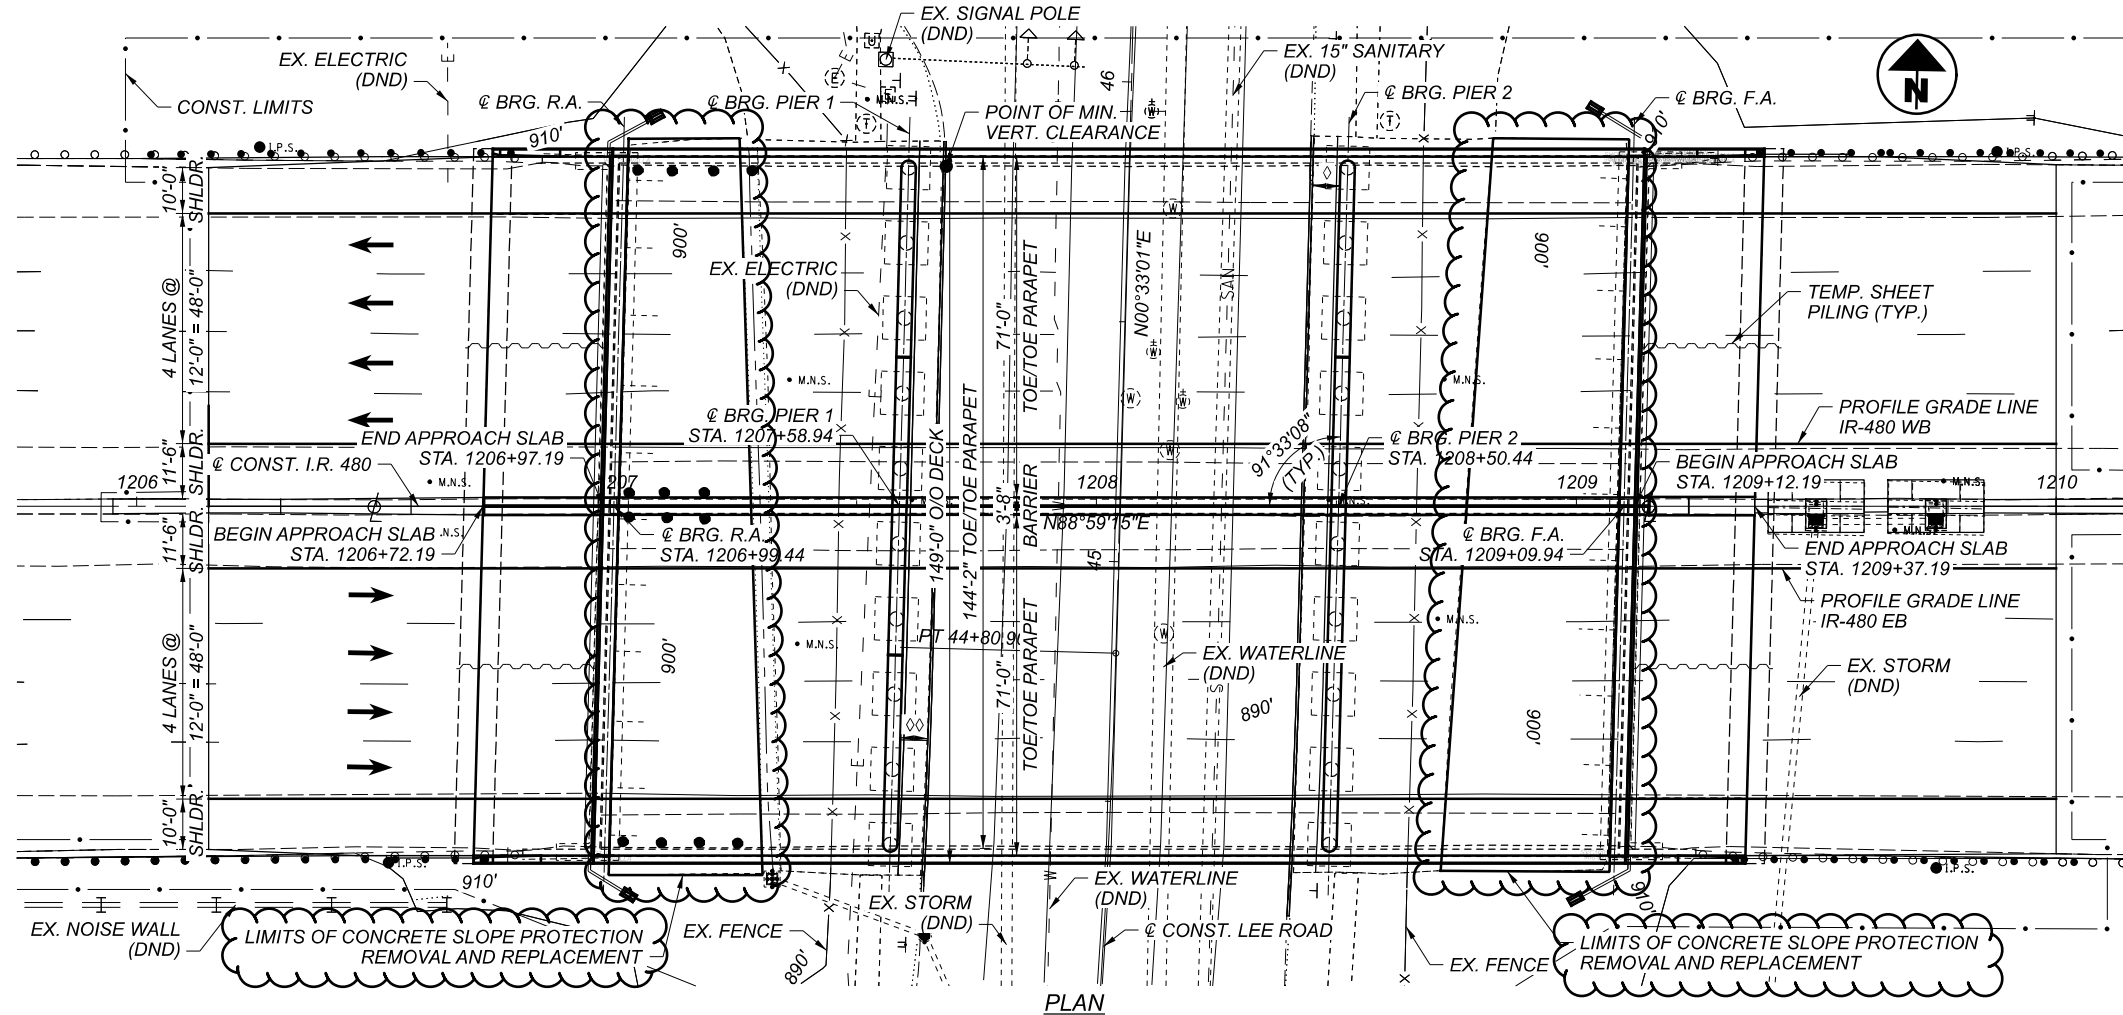 EX. SIGNAL POLE
(DND)
EX. ELECTRIC
(DND)
EX. 15" SANITARY
(DND)
CONST. LIMITS
℄ BRG. R.A.
℄ BRG. PIER 1
M.N.S.
POINT OF MIN.
VERT. CLEARANCE
℄ BRG. PIER 2
℄ BRG. F.A.
N
E
E
T
T
46
W
910'
910'
I.P.S.
I.P.S.
10'-0"
SHLDR.
4 LANES @
12'-0" = 48'-0"
900'
EX. ELECTRIC
(DND)
71'-0"
TOE/TOE PARAPET
N00°33'01"E
SAN
W
900'
TEMP. SHEET
PILING (TYP.)
X
E
W
W
W
M.N.S.
M.N.S.
℄ BRG. PIER 1
STA. 1207+58.94
149'-0" O/O DECK
144'-2" TOE/TOE PARAPET
91°33'08"
(TYP.)
℄ BRG. PIER 2
STA. 1208+50.44
PROFILE GRADE LINE
IR-480 WB
11'-6"
SHLDR.
END APPROACH SLAB
STA. 1206+97.19
℄ CONST. I.R. 480
BEGIN APPROACH SLAB
STA. 1209+12.19
1206
M.N.S.
207
1208
1209
M.N.S.
1210
3'-8"
BARRIER
W
N88°59'15"E
11'-6"
SHLDR.
BEGIN APPROACH SLAB
STA. 1206+72.19
.N.S.
℄ BRG. R.A.
STA. 1206+99.44
45
℄ BRG. F.A.
STA. 1209+09.94
M.N.S.
END APPROACH SLAB
STA. 1209+37.19
PROFILE GRADE LINE
IR-480 EB
4 LANES @
12'-0" = 48'-0"
900'
M.N.S.
PT 44+80.90
71'-0"
TOE/TOE PARAPET
W
EX. WATERLINE
(DND)
S
890'
M.N.S.
900'
EX. STORM
(DND)
E
10'-0"
SHLDR.
I.P.S.
I.P.S.
910'
910'
EX. NOISE WALL
(DND)
LIMITS OF CONCRETE SLOPE PROTECTION
REMOVAL AND REPLACEMENT
EX. FENCE
890'
EX. STORM
(DND)
EX. WATERLINE
(DND)
℄ CONST. LEE ROAD
EX. FENCE
LIMITS OF CONCRETE SLOPE PROTECTION
REMOVAL AND REPLACEMENT
PLAN